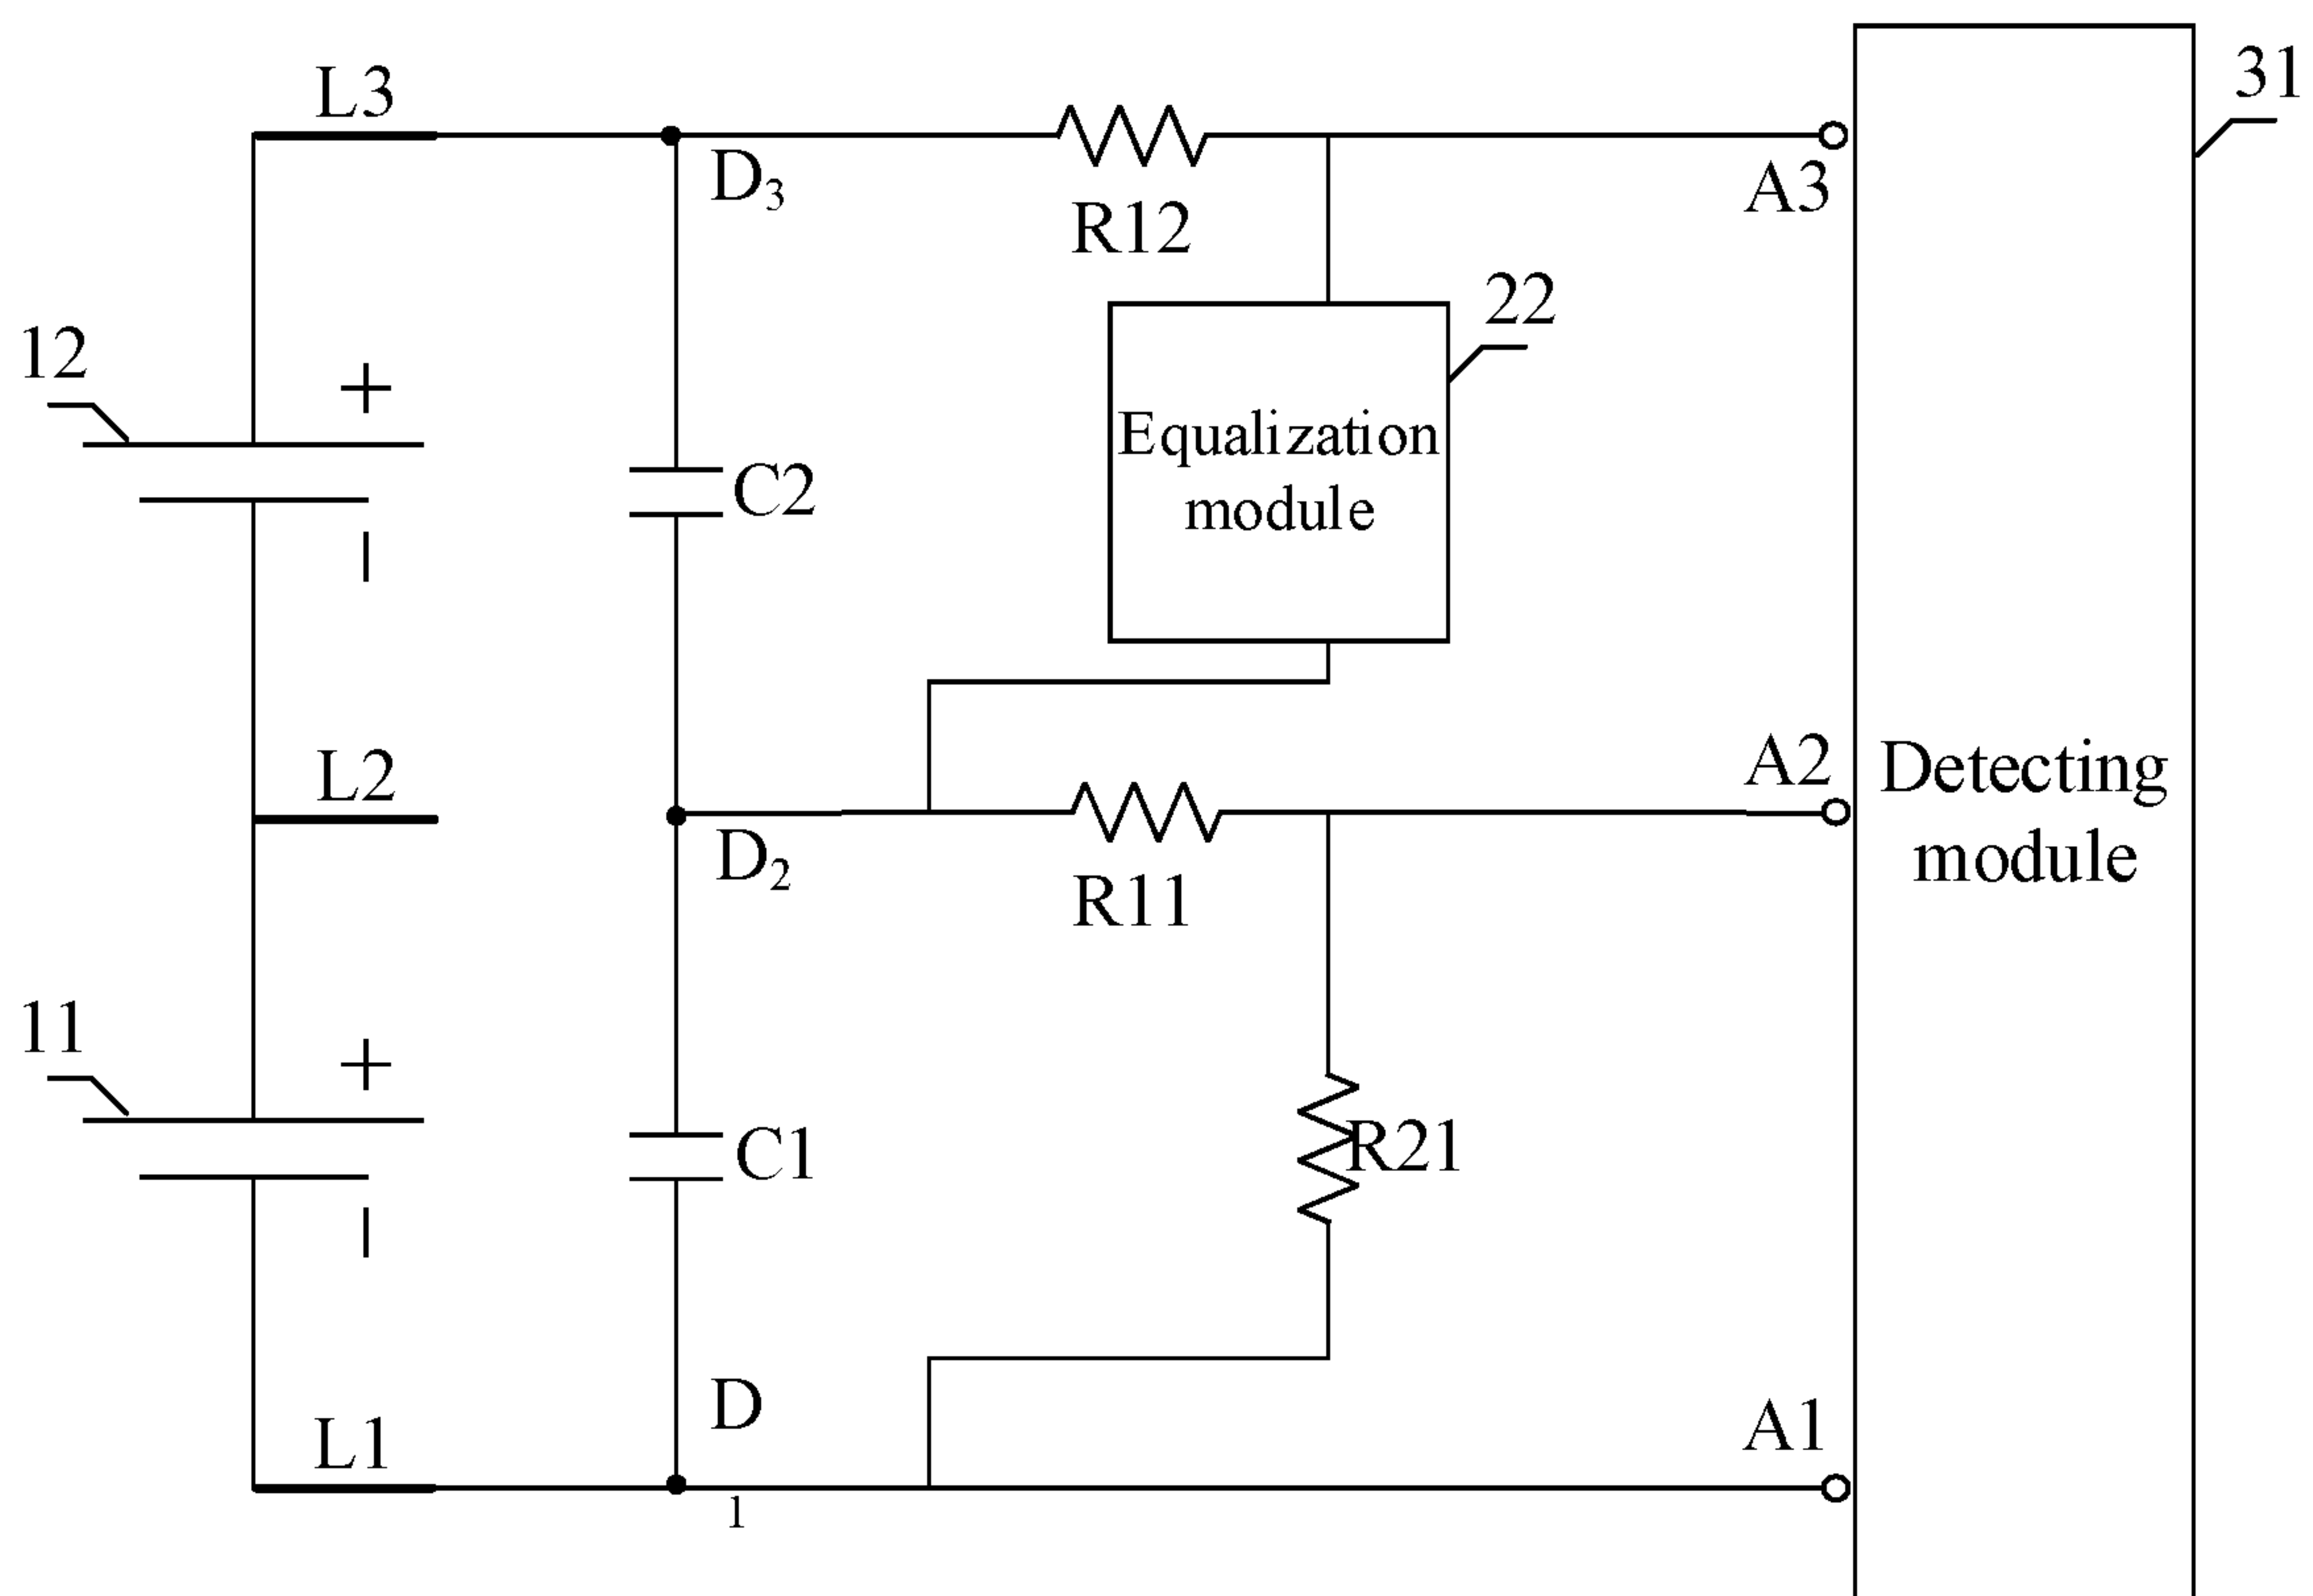 L3
31
D3
A3
R12
22
12
+
Equalization
module
C2
−
L2
A2
Detecting
module
D2
R11
11
+
C1
R21
−
D
1
L1
A1